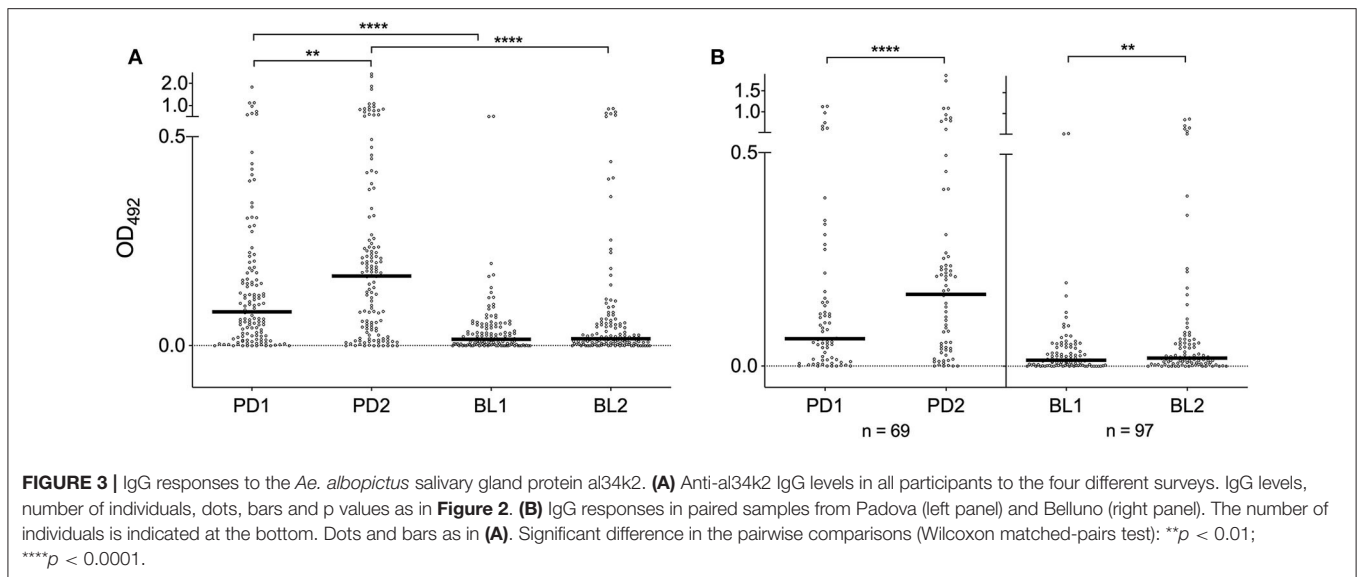 A
****
**
****
2.0
1.0
0.5
0.0
OD492
PD1 PD2 BL1 BL2
B
****
**
1.5
1.0
0.5
0.0
PD1 PD2 BL1 BL2
n = 69 n = 97
FIGURE 3 | IgG responses to the Ae. albopictus salivary gland protein al34k2. (A) Anti-al34k2 IgG levels in all participants to the four different surveys. IgG levels,
number of individuals, dots, bars and p values as in Figure 2. (B) IgG responses in paired samples from Padova (left panel) and Belluno (right panel). The number of
individuals is indicated at the bottom. Dots and bars as in (A). Significant difference in the pairwise comparisons (Wilcoxon matched-pairs test): **p < 0.01;
****p < 0.0001.